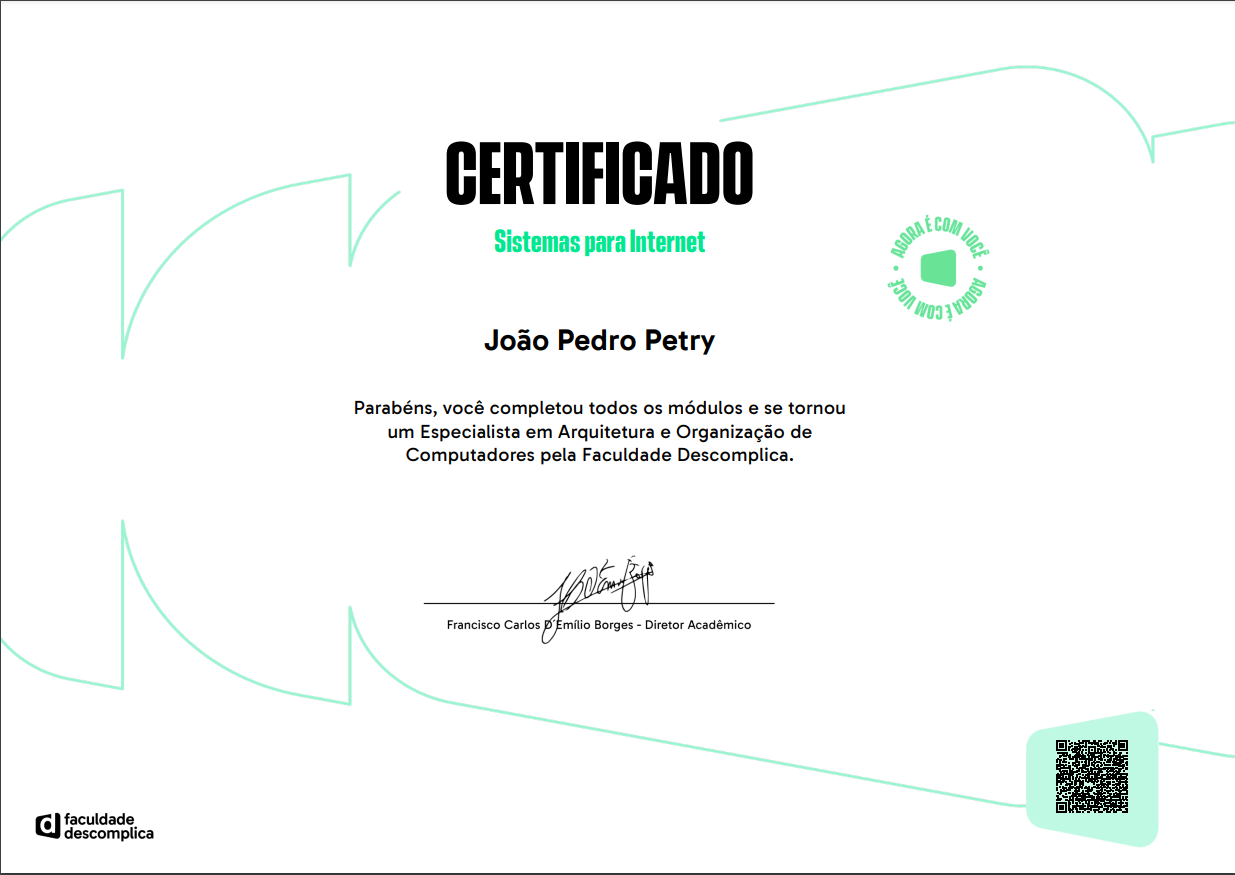 CERTIFICADO
Sistemas para Internet
AGORA É COM VOCÊ
AGORA É COM VOCÊ
João Pedro Petry
Parabéns, você completou todos os módulos e se tornou
um Especialista em Arquitetura e Organização de
Computadores pela Faculdade Descomplica.
Francisco Carlos D'Emílio Borges - Diretor Acadêmico
faculdade
descomplica